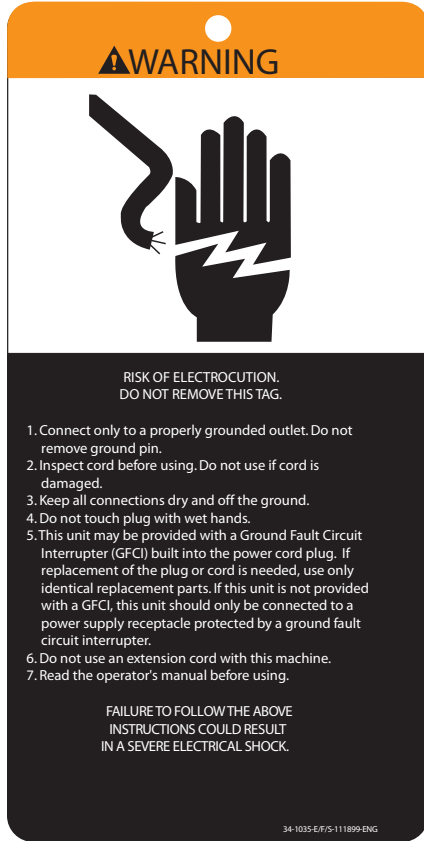 WARNING
RISK OF ELECTROCUTION.
DO NOT REMOVE THIS TAG.
1. Connect only to a properly grounded outlet. Do not
remove ground pin.
2. Inspect cord before using. Do not use if cord is
damaged.
3. Keep all connections dry and off the ground.
4. Do not touch plug with wet hands.
5. This unit may be provided with a Ground Fault Circuit
Interrupter (GFCI) built into the power cord plug. If
replacement of the plug or cord is needed, use only
identical replacement parts. If this unit is not provided
with a GFCI, this unit should only be connected to a
power supply receptacle protected by a ground fault
circuit interrupter.
6. Do not use an extension cord with this machine.
7. Read the operator's manual before using.
FAILURE TO FOLLOW THE ABOVE
INSTRUCTIONS COULD RESULT
IN A SEVERE ELECTRICAL SHOCK.
34-1035-E/F/S-111899-ENG